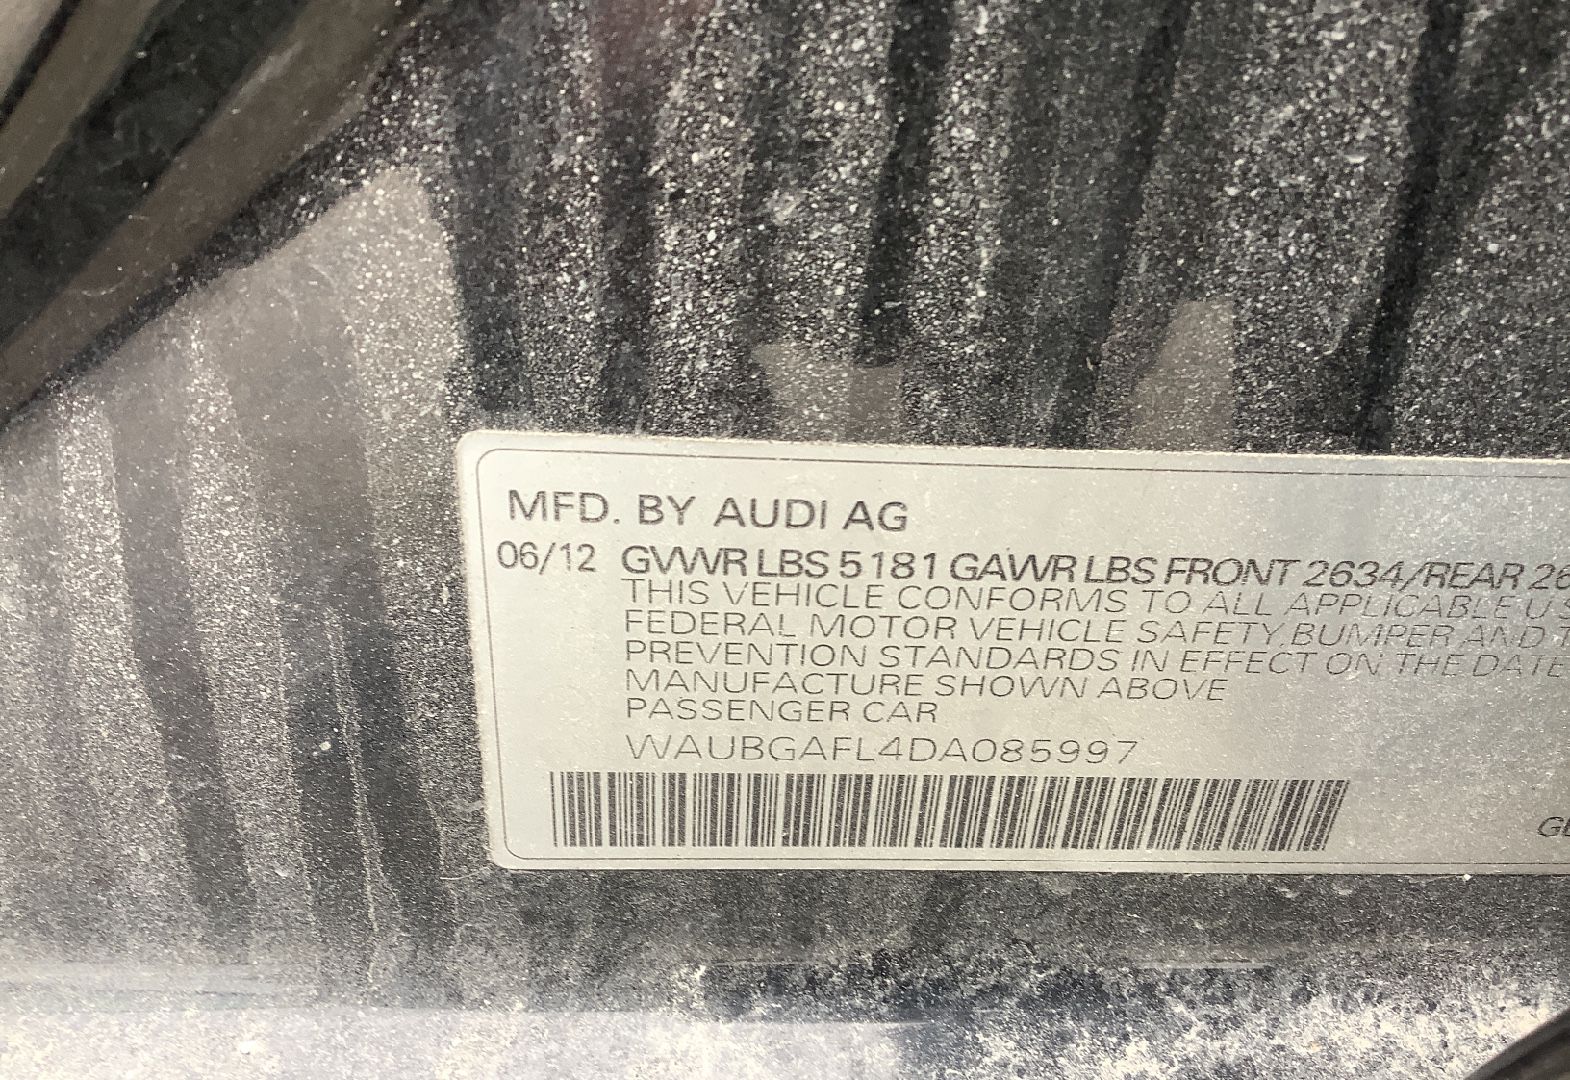 MFD. BY AUDI AG
06/12 GVWR LBS 5181 GAWR LBS FRONT 2634/REAR 26
THIS VEHICLE CONFORMS TO ALL APPLICABLE U.S
FEDERAL MOTOR VEHICLE SAFETY, BUMPER AND T
PREVENTION STANDARDS IN EFFECT ON THE DATE
MANUFACTURE SHOWN ABOVE
PASSENGER CAR
WAUBGAFL4DA085997